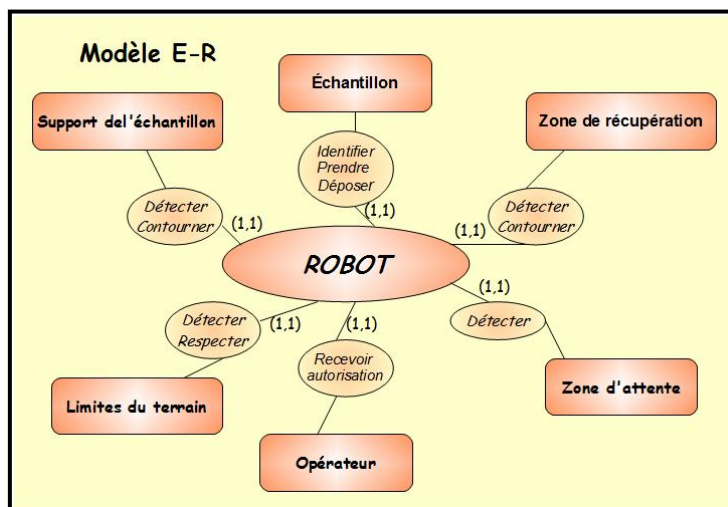 Modèle E-R
Échantillon
Support del'échantillon
Zone de récupération
Identifier
Prendre
Déposer
Détecter
Contourner
(1,1)
(1,1)
(1,1)
Détecter
Contourner
ROBOT
Détecter
Respecter
(1,1)
(1,1)
(1,1)
Détecter
Recevoir
autorisation
Limites du terrain
Zone d'attente
Opérateur